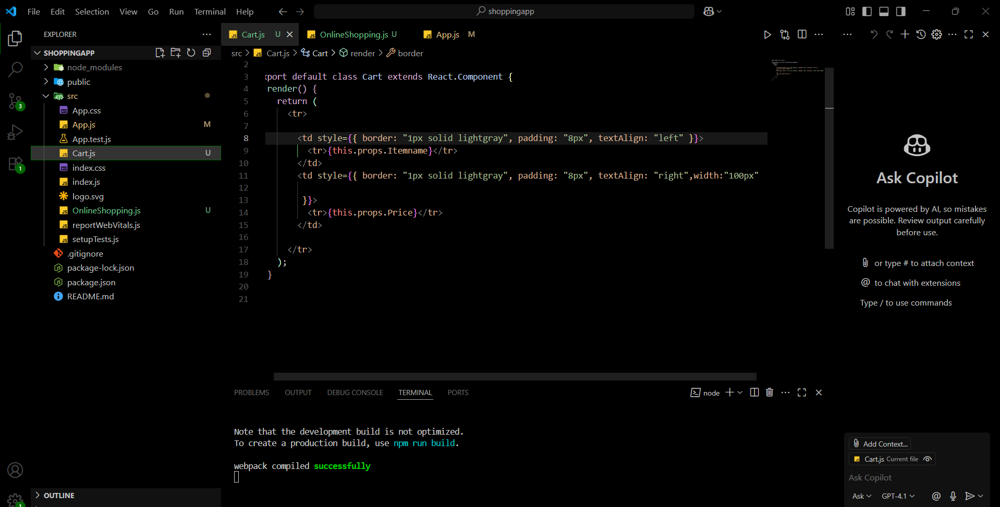 File Edit Selection View Go Run Terminal Help
shoppingapp
EXPLORER
SHOPPINGAPP
node_modules
public
src
App.css
App.js M
App.test.js
Cart.js U
index.css
index.js
logo.svg
OnlineShopping.js U
reportWebVitals.js
setupTests.js
.gitignore
package-lock.json
package.json
README.md
OUTLINE
3
1
1
Cart.js U
OnlineShopping.js U
App.js M
src > Cart.js > Cart > render > border
2
3 xport default class Cart extends React.Component {
4 render() {
5 return (
6 <tr>
7
8 <td style={{ border: "1px solid lightgray", padding: "8px", textAlign: "left" }}>
9 <tr>{this.props.Itemname}</tr>
10 </td>
11 <td style={{ border: "1px solid lightgray", padding: "8px", textAlign: "right",width:"100px"
12
13 }}>
14 <tr>{this.props.Price}</tr>
15 </td>
16
17 </tr>
18 );
19 }
20
21
PROBLEMS OUTPUT DEBUG CONSOLE TERMINAL PORTS
node
Note that the development build is not optimized.
To create a production build, use npm run build.
webpack compiled successfully
Ask Copilot
Copilot is powered by AI, so mistakes
are possible. Review output carefully
before use.
or type # to attach context
@ to chat with extensions
Type / to use commands
Add Context...
Cart.js Current file
Ask Copilot
Ask GPT-4.1 @